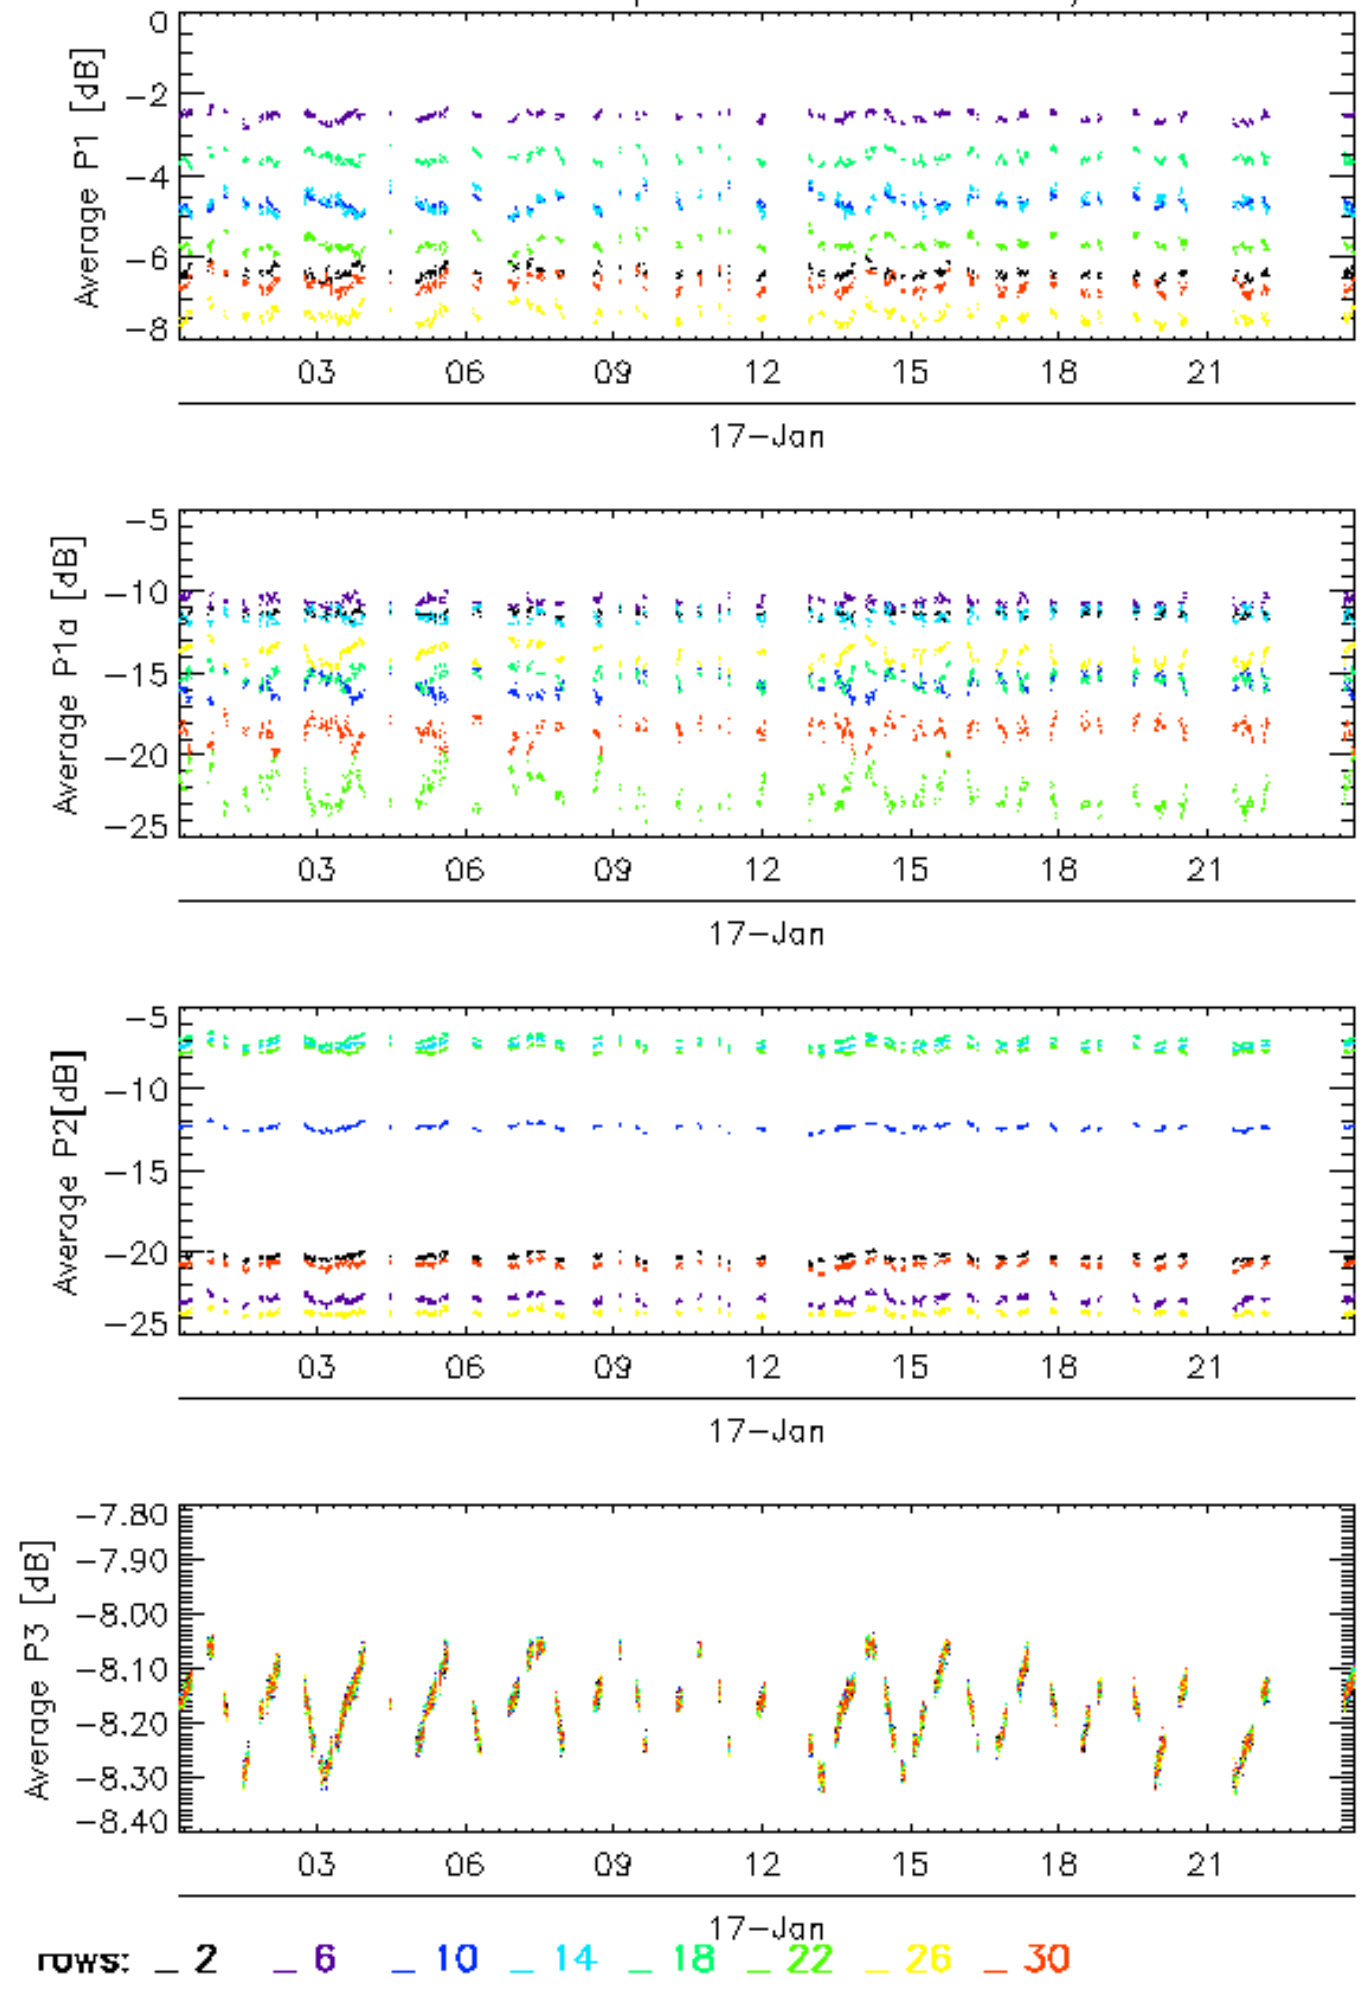 0
−2
−4
−6
−8
Average P1 [dB]
03 06 09 12 15 18 21
17−Jan
−5
−10
−15
−20
−25
Average P1a [dB]
03 06 09 12 15 18 21
17−Jan
−5
−10
−15
−20
−25
Average P2[dB]
03 06 09 12 15 18 21
17−Jan
−7.80
−7.90
−8.00
−8.10
−8.20
−8.30
−8.40
Average P3 [dB]
03 06 09 12 15 18 21
17−Jan
rows: _ 2 _ 6 _ 10 _ 14 _ 18 _ 22 _ 26 _ 30